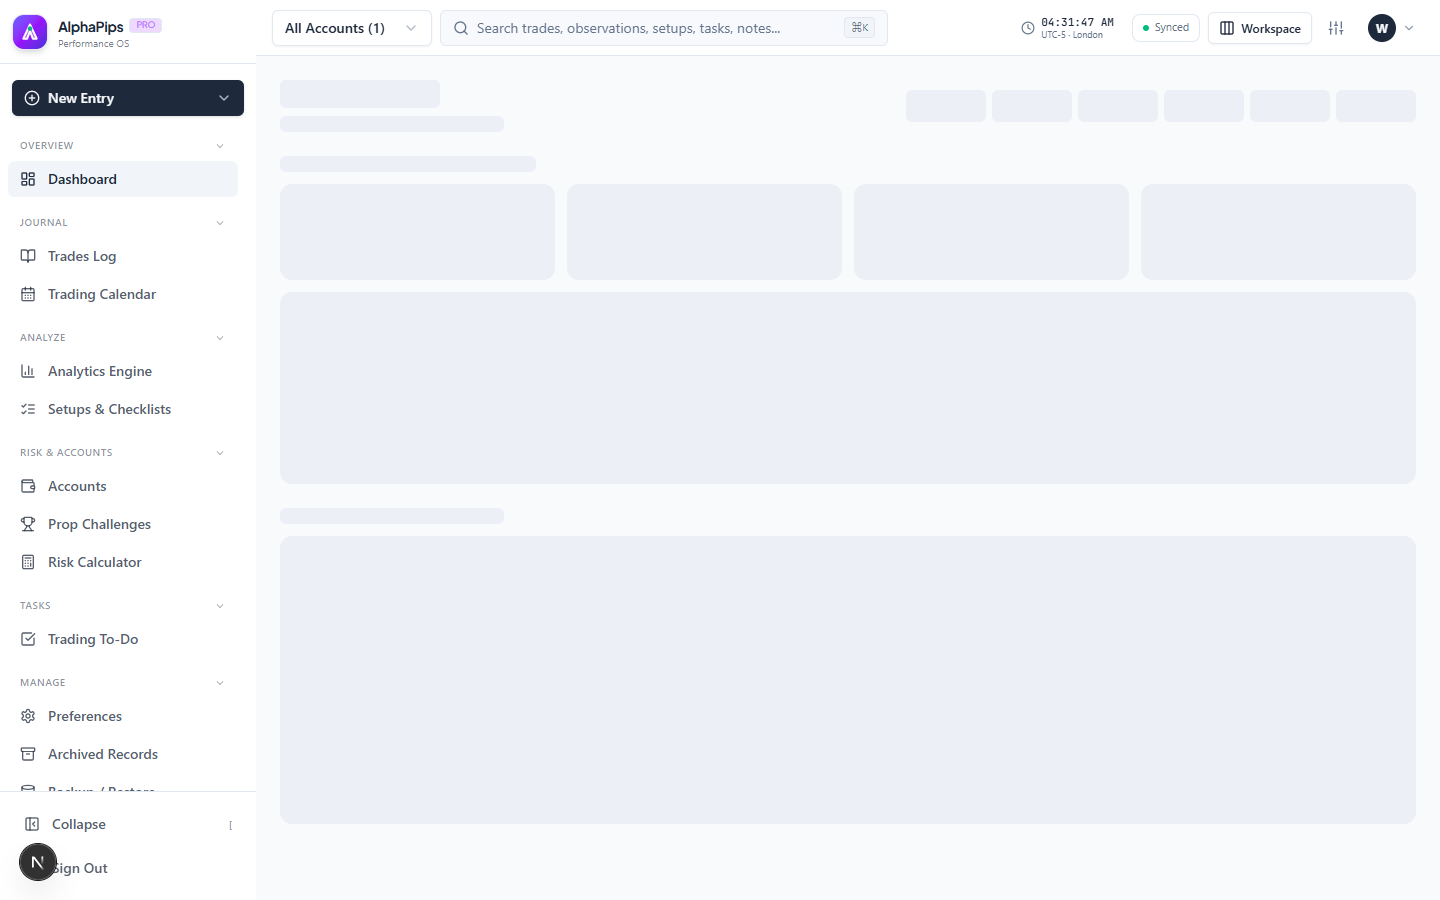 AlphaPips PRO
Performance OS
New Entry
OVERVIEW
Dashboard
JOURNAL
Trades Log
Trading Calendar
ANALYZE
Analytics Engine
Setups & Checklists
RISK & ACCOUNTS
Accounts
Prop Challenges
Risk Calculator
TASKS
Trading To-Do
MANAGE
Preferences
Archived Records
Backup / Restore
Collapse [
N
Sign Out
All Accounts (1)
Search trades, observations, setups, tasks, notes... ⌘K
04:31:47 AM
UTC-5 · London
Synced
Workspace
W